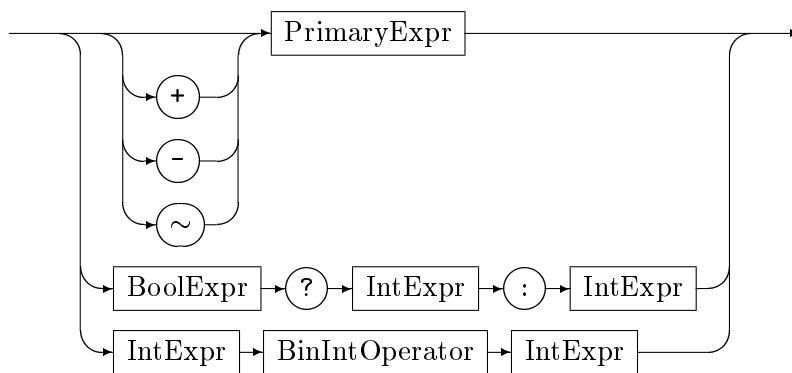 PrimaryExpr
+
-
~
BoolExpr ? IntExpr : IntExpr
IntExpr BinIntOperator IntExpr